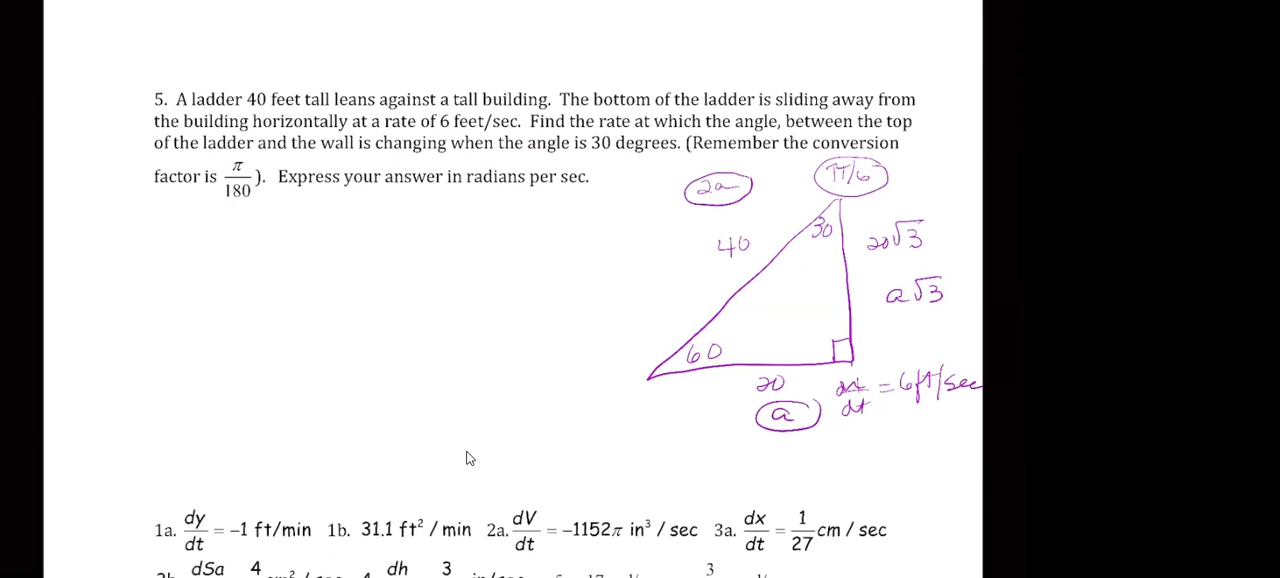 5. A ladder 40 feet tall leans against a tall building. The bottom of the ladder is sliding away from
the building horizontally at a rate of 6 feet/sec. Find the rate at which the angle, between the top
of the ladder and the wall is changing when the angle is 30 degrees. (Remember the conversion
factor is π/180 ). Express your answer in radians per sec.
2a
π/6
30
40
20√3
a√3
60
20
dx/dt = 6ft/sec
a
1a. dy/dt = −1 ft/min 1b. 31.1 ft² / min 2a. dV/dt = −1152π in³ / sec 3a. dx/dt = 1/27 cm / sec
dSa 4 dh 3 3